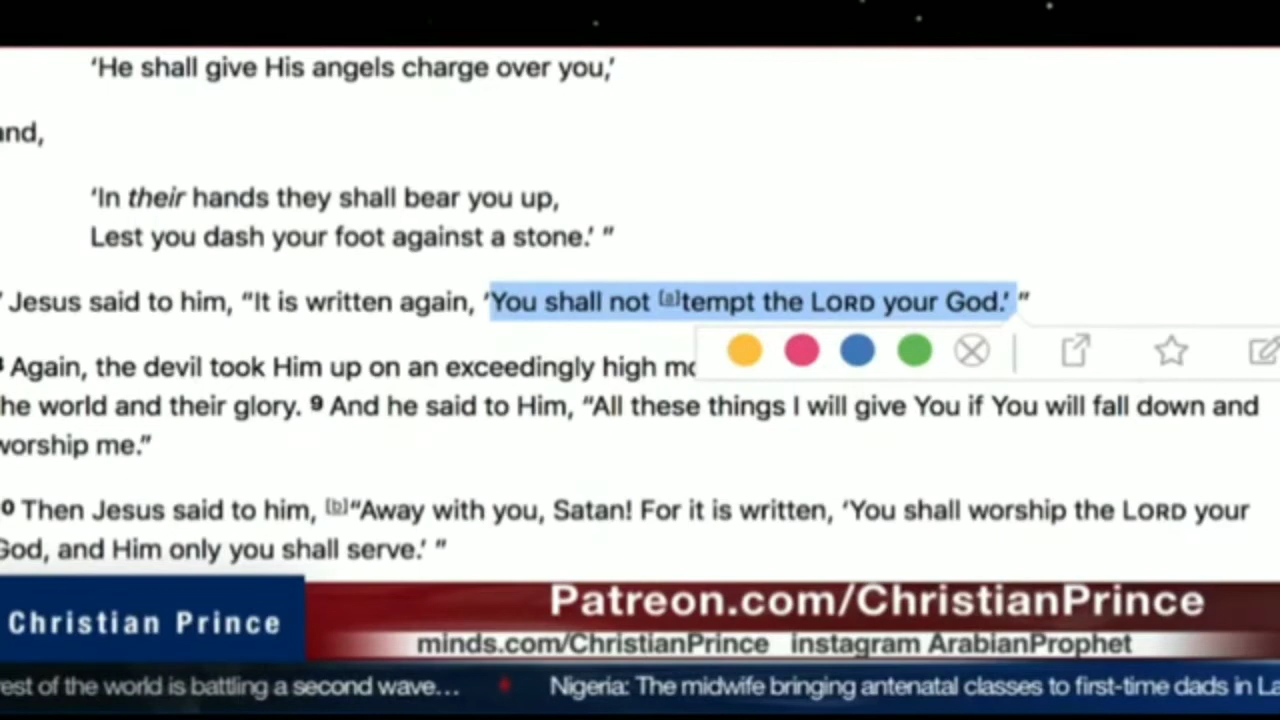 ‘He shall give His angels charge over you,’
and,
‘In their hands they shall bear you up,
Lest you dash your foot against a stone.’ ”
Jesus said to him, “It is written again, ‘You shall not [a]tempt the LORD your God.’ ”
Again, the devil took Him up on an exceedingly high
he world and their glory. 9 And he said to Him, “All these things I will give You if You will fall down and
worship me.”
0 Then Jesus said to him, [b]“Away with you, Satan! For it is written, ‘You shall worship the LORD your
God, and Him only you shall serve.’ ”
Christian Prince
Patreon.com/ChristianPrince
minds.com/ChristianPrince instagram ArabianProphet
rest of the world is battling a second wave... Nigeria: The midwife bringing antenatal classes to first-time dads in